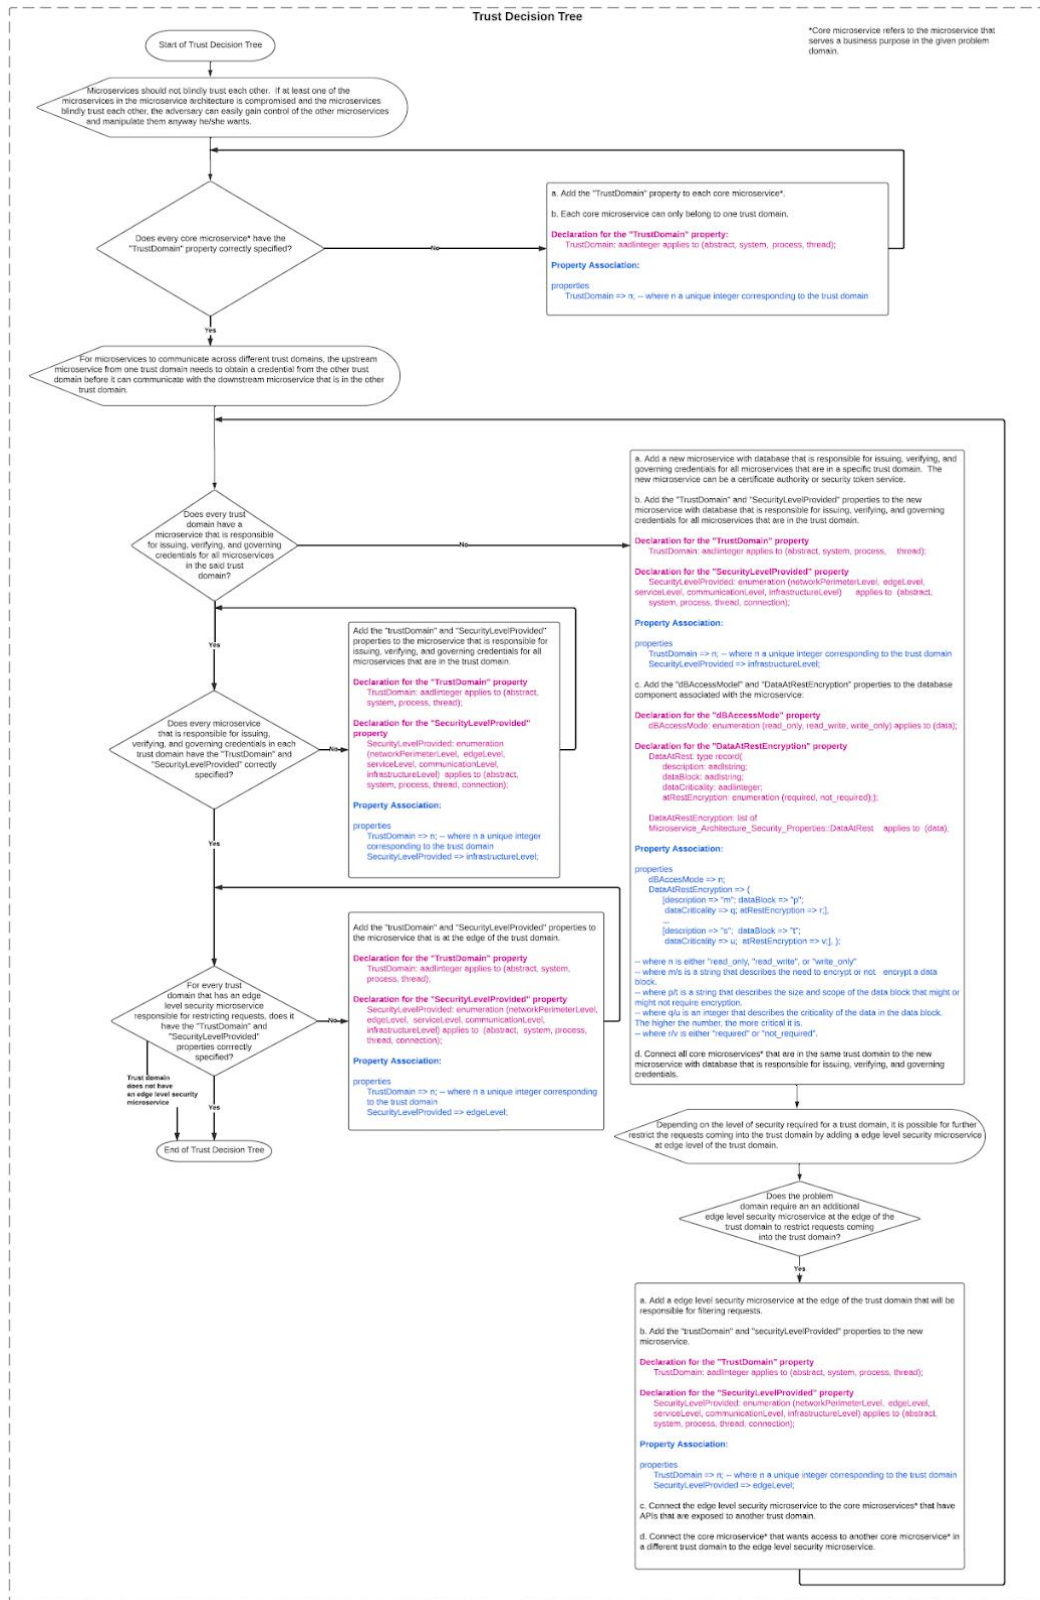 Trust Decision Tree
*Core microservice refers to the microservice that
serves a business purpose in the given problem
domain.
Start of Trust Decision Tree
Microservices should not blindly trust each other. If at least one of the
microservices in the microservice architecture is compromised and the microservices
blindly trust each other, the adversary can easily gain control of the other microservices
and manipulate them anyway he/she wants.
Does every core microservice* have the
"TrustDomain" property correctly specified?
No
a. Add the "TrustDomain" property to each core microservice*.
b. Each core microservice can only belong to one trust domain.
Declaration for the "TrustDomain" property:
TrustDomain: aadlinteger applies to (abstract, system, process, thread);
Property Association:
properties
TrustDomain => n; -- where n a unique integer corresponding to the trust domain
Yes
For microservices to communicate across different trust domains, the upstream
microservice from one trust domain needs to obtain a credential from the other trust
domain before it can communicate with the downstream microservice that is in the other
trust domain.
Does every trust
domain have a
microservice that is responsible
for issuing, verifying, and governing
credentials for all microservices
in the said trust
domain?
No
a. Add a new microservice with database that is responsible for issuing, verifying, and
governing credentials for all microservices that are in a specific trust domain. The
new microservice can be a certificate authority or security token service.
b. Add the "TrustDomain" and "SecurityLevelProvided" properties to the new
microservice with database that is responsible for issuing, verifying, and governing
credentials for all microservices that are in the trust domain.
Declaration for the "TrustDomain" property
TrustDomain: aadlinteger applies to (abstract, system, process, thread);
Declaration for the "SecurityLevelProvided" property
SecurityLevelProvided: enumeration (networkPerimeterLevel, edgeLevel,
serviceLevel, communicationLevel, infrastructureLevel) applies to (abstract,
system, process, thread, connection);
Property Association:
properties
TrustDomain => n; -- where n a unique integer corresponding to the trust domain
SecurityLevelProvided => infrastructureLevel;
c. Add the "dBAccessModel" and "DataAtRestEncryption" properties to the database
component associated with the microservice:
Declaration for the "dBAccessMode" property
dBAccessMode: enumeration (read_only, read_write, write_only) applies to (data);
Declaration for the "DataAtRestEncryption" property
DataAtRest: type record(
description: aadlstring;
dataBlock: aadlstring;
dataCriticality: aadlinteger;
atRestEncryption: enumeration (required, not_required););
DataAtRestEncryption: list of
Microservice_Architecture_Security_Properties::DataAtRest applies to (data);
Property Association:
properties
dBAccesMode => n;
DataAtRestEncryption => (
[description => "m"; dataBlock => "p";
dataCriticality => q; atRestEncryption => r;],
...
[description => "s"; dataBlock => "t";
dataCriticality => u; atRestEncryption => v;], );
-- where n is either "read_only, "read_write", or "write_only"
-- where m/s is a string that describes the need to encrypt or not encrypt a data
block.
-- where p/t is a string that describes the size and scope of the data block that might or
might not require encryption.
-- where q/u is an integer that describes the criticality of the data in the data block.
The higher the number, the more critical it is.
-- where r/v is either "required" or "not_required".
d. Connect all core microservices* that are in the same trust domain to the new
microservice with database that is responsible for issuing, verifying, and governing
credentials.
Yes
Does every microservice
that is responsible for issuing,
verifying, and governing credentials in each
trust domain have the "TrustDomain" and
"SecurityLevelProvided" correctly
specified?
No
Add the "trustDomain" and "SecurityLevelProvided"
properties to the microservice that is responsible for
issuing, verifying, and governing credentials for all
microservices that are in the trust domain.
Declaration for the "TrustDomain" property
TrustDomain: aadlinteger applies to (abstract,
system, process, thread);
Declaration for the "SecurityLevelProvided"
property
SecurityLevelProvided: enumeration
(networkPerimeterLevel, edgeLevel,
serviceLevel, communicationLevel,
infrastructureLevel) applies to (abstract,
system, process, thread, connection);
Property Association:
properties
TrustDomain => n; -- where n a unique integer
corresponding to the trust domain
SecurityLevelProvided => infrastructureLevel;
Yes
For every trust
domain that has an edge
level security microservice
responsible for restricting requests, does it
have the "TrustDomain" and
"SecurityLevelProvided"
properties corrrectly
specified?
No
Add the "trustDomain" and "SecurityLevelProvided" properties to
the microservice that is at the edge of the trust domain.
Declaration for the "TrustDomain" property
TrustDomain: aadlinteger applies to (abstract, system,
process, thread);
Declaration for the "SecurityLevelProvided" property
SecurityLevelProvided: enumeration (networkPerimeterLevel,
edgeLevel, serviceLevel, communicationLevel,
infrastructureLevel) applies to (abstract, system, process,
thread, connection);
Property Association:
properties
TrustDomain => n; -- where n a unique integer corresponding
to the trust domain
SecurityLevelProvided => edgeLevel;
Trust domain
does not have
an edge level security
microservice
Yes
End of Trust Decision Tree
Depending on the level of security required for a trust domain, it is possible for further
restrict the requests coming into the trust domain by adding a edge level security microservice
at edge level of the trust domain.
Does the problem
domain require an an additional
edge level security microservice at the edge of the
trust domain to restrict requests coming
into the trust domain?
Yes
a. Add a edge level security microservice at the edge of the trust domain that will be
responsible for filtering requests.
b. Add the "trustDomain" and "securityLevelProvided" properties to the new
microservice.
Declaration for the "TrustDomain" property
TrustDomain: aadlinteger applies to (abstract, system, process, thread);
Declaration for the "SecurityLevelProvided" property
SecurityLevelProvided: enumeration (networkPerimeterLevel, edgeLevel,
serviceLevel, communicationLevel, infrastructureLevel) applies to (abstract,
system, process, thread, connection);
Property Association:
properties
TrustDomain => n; -- where n a unique integer corresponding to the trust domain
SecurityLevelProvided => edgeLevel;
c. Connect the edge level security microservice to the core microservices* that have
APIs that are exposed to another trust domain.
d. Connect the core microservice* that wants access to another core microservice* in
a different trust domain to the edge level security microservice.